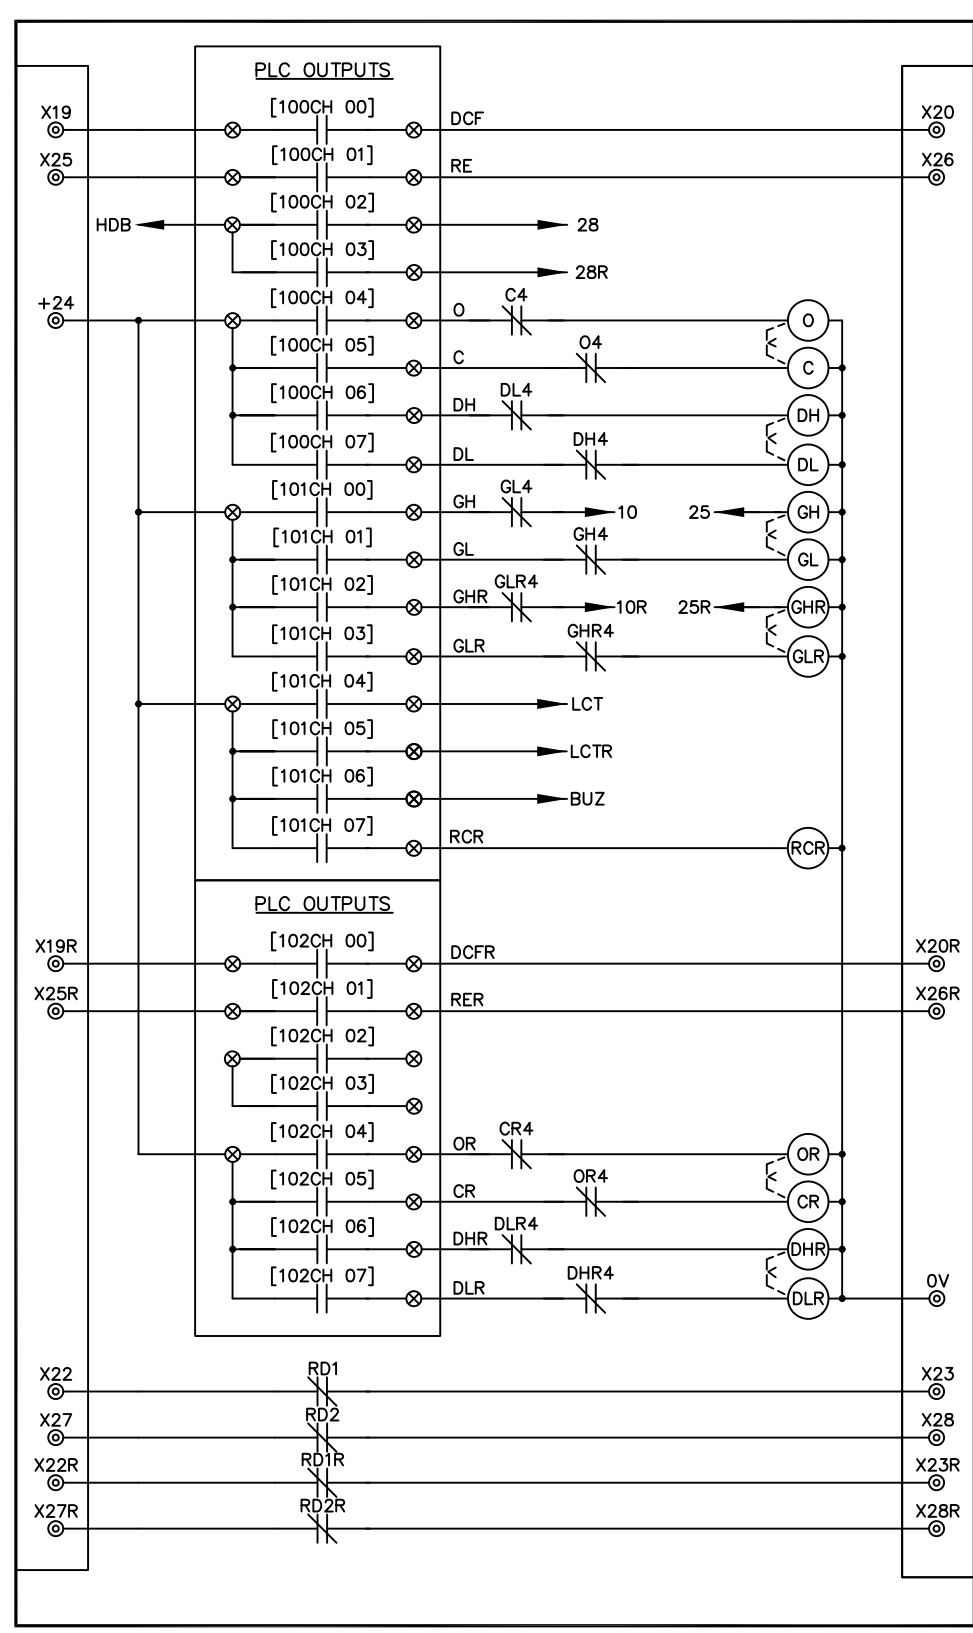 PLC OUTPUTS
X19 [100CH 00] DCF X20
X25 [100CH 01] RE X26
HDB [100CH 02] 28
[100CH 03] 28R
+24 [100CH 04] O C4 O
[100CH 05] C O4 C
[100CH 06] DH DL4 DH
[100CH 07] DL DH4 DL
[101CH 00] GH GL4 10 25 GH
[101CH 01] GL GH4 GL
[101CH 02] GHR GLR4 10R 25R GHR
[101CH 03] GLR GHR4 GLR
[101CH 04] LCT
[101CH 05] LCTR
[101CH 06] BUZ
[101CH 07] RCR RCR
PLC OUTPUTS
X19R [102CH 00] DCFR X20R
X25R [102CH 01] RER X26R
[102CH 02]
[102CH 03]
[102CH 04] OR CR4 OR
[102CH 05] CR OR4 CR
[102CH 06] DHR DLR4 DHR
[102CH 07] DLR DHR4 DLR 0V
X22 RD1 X23
X27 RD2 X28
X22R RD1R X23R
X27R RD2R X28R